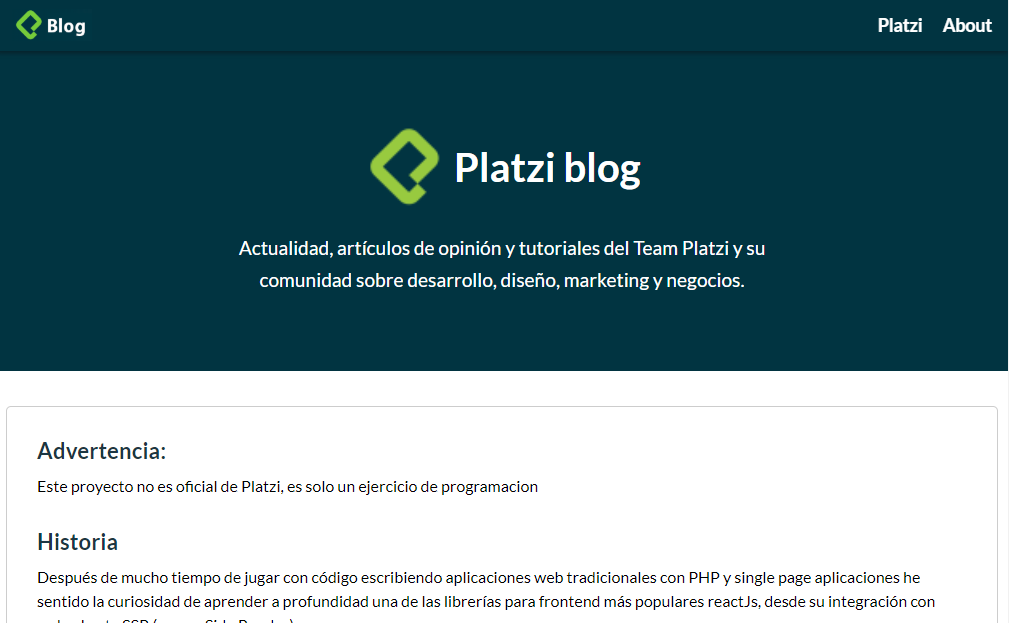 Blog
Platzi
About
Platzi blog
Actualidad, artículos de opinión y tutoriales del Team Platzi y su
comunidad sobre desarrollo, diseño, marketing y negocios.
Advertencia:
Este proyecto no es oficial de Platzi, es solo un ejercicio de programacion
Historia
Después de mucho tiempo de jugar con código escribiendo aplicaciones web tradicionales con PHP y single page aplicaciones he
sentido la curiosidad de aprender a profundidad una de las librerías para frontend más populares reactJs, desde su integración con